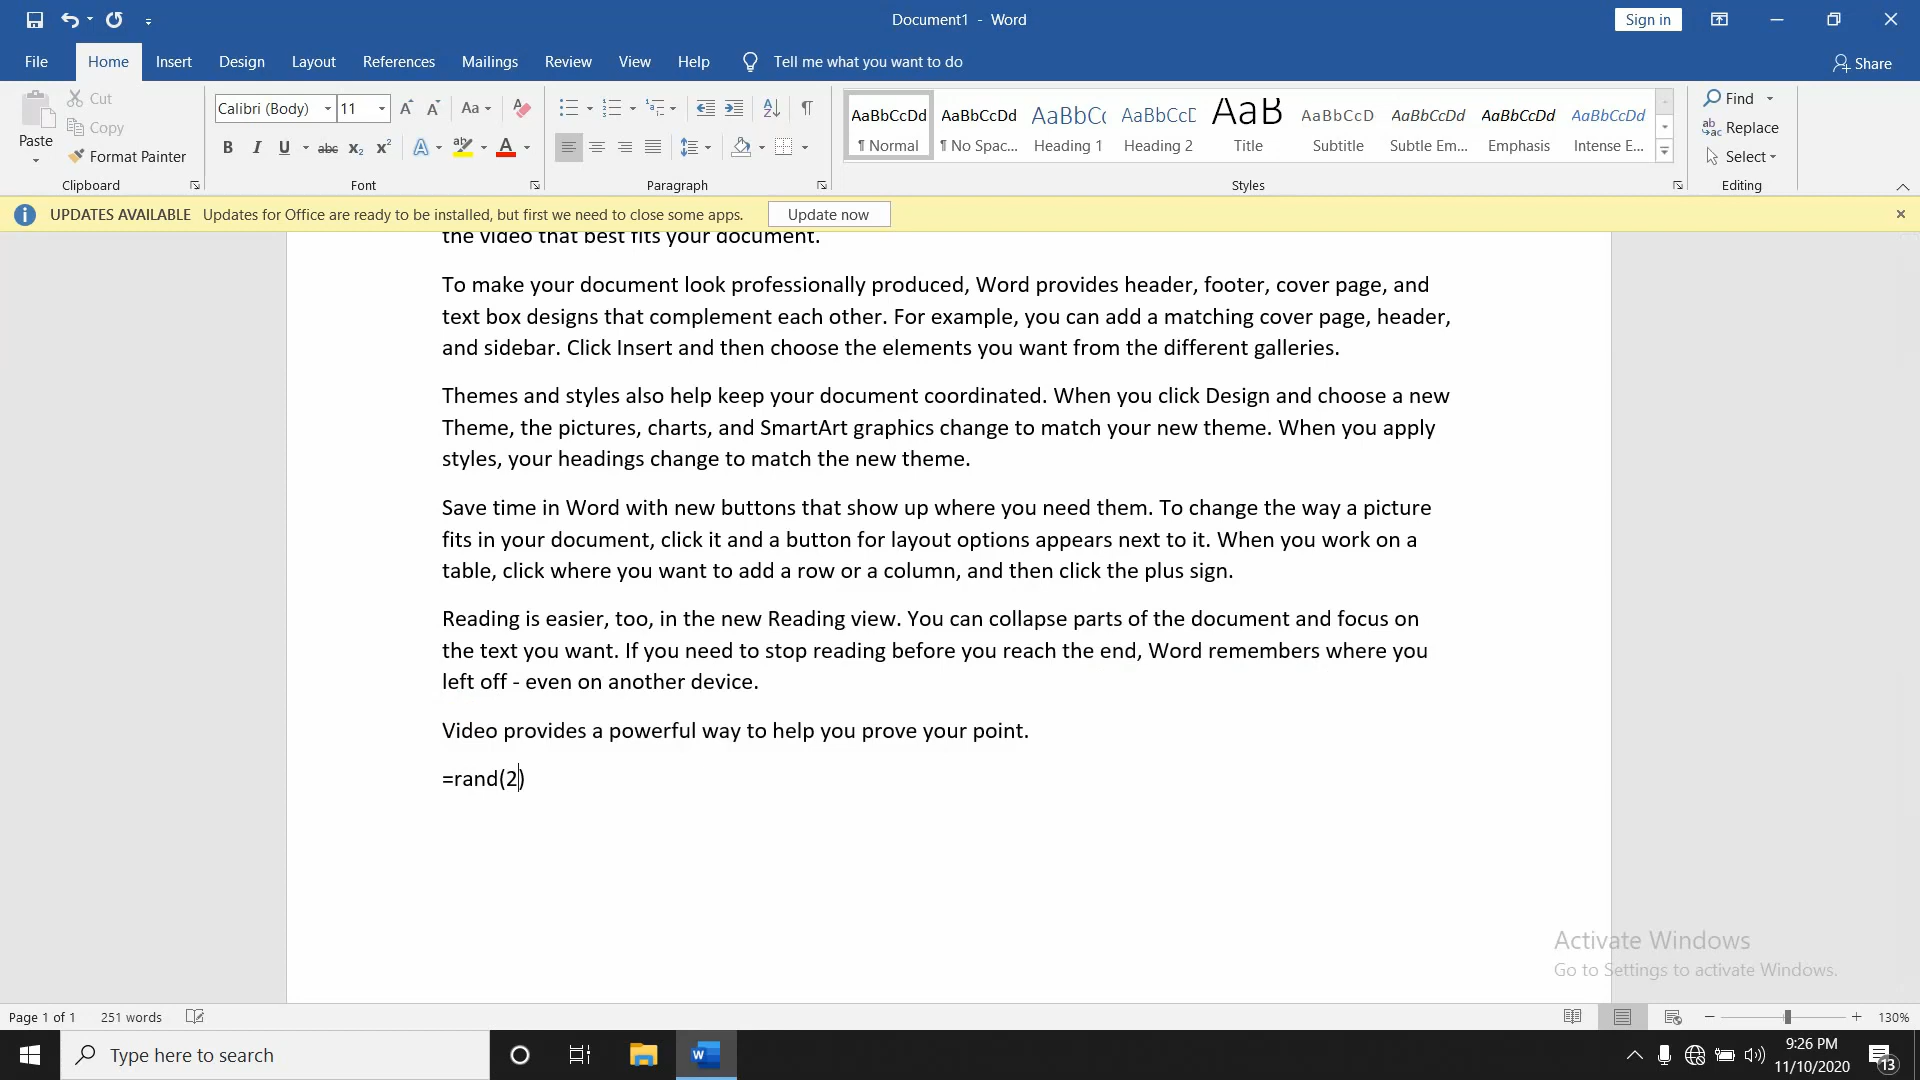 Document1 - Word
Sign in
File Home Insert Design Layout References Mailings Review View Help Tell me what you want to do Share
Paste
Cut
Copy
Format Painter
Clipboard
Calibri (Body) 11
Font
Paragraph
AaBbCcDd AaBbCcDd AaBbCc AaBbCcC AaB AaBbCcD AaBbCcDd AaBbCcDd AaBbCcDd
¶ Normal ¶ No Spac... Heading 1 Heading 2 Title Subtitle Subtle Em... Emphasis Intense E...
Styles
Find
Replace
Select
Editing
UPDATES AVAILABLE Updates for Office are ready to be installed, but first we need to close some apps. Update now
the video that best fits your document.
To make your document look professionally produced, Word provides header, footer, cover page, and
text box designs that complement each other. For example, you can add a matching cover page, header,
and sidebar. Click Insert and then choose the elements you want from the different galleries.
Themes and styles also help keep your document coordinated. When you click Design and choose a new
Theme, the pictures, charts, and SmartArt graphics change to match your new theme. When you apply
styles, your headings change to match the new theme.
Save time in Word with new buttons that show up where you need them. To change the way a picture
fits in your document, click it and a button for layout options appears next to it. When you work on a
table, click where you want to add a row or a column, and then click the plus sign.
Reading is easier, too, in the new Reading view. You can collapse parts of the document and focus on
the text you want. If you need to stop reading before you reach the end, Word remembers where you
left off - even on another device.
Video provides a powerful way to help you prove your point.
=rand(2)
Activate Windows
Go to Settings to activate Windows.
Page 1 of 1 251 words 130%
Type here to search
9:26 PM
11/10/2020
13